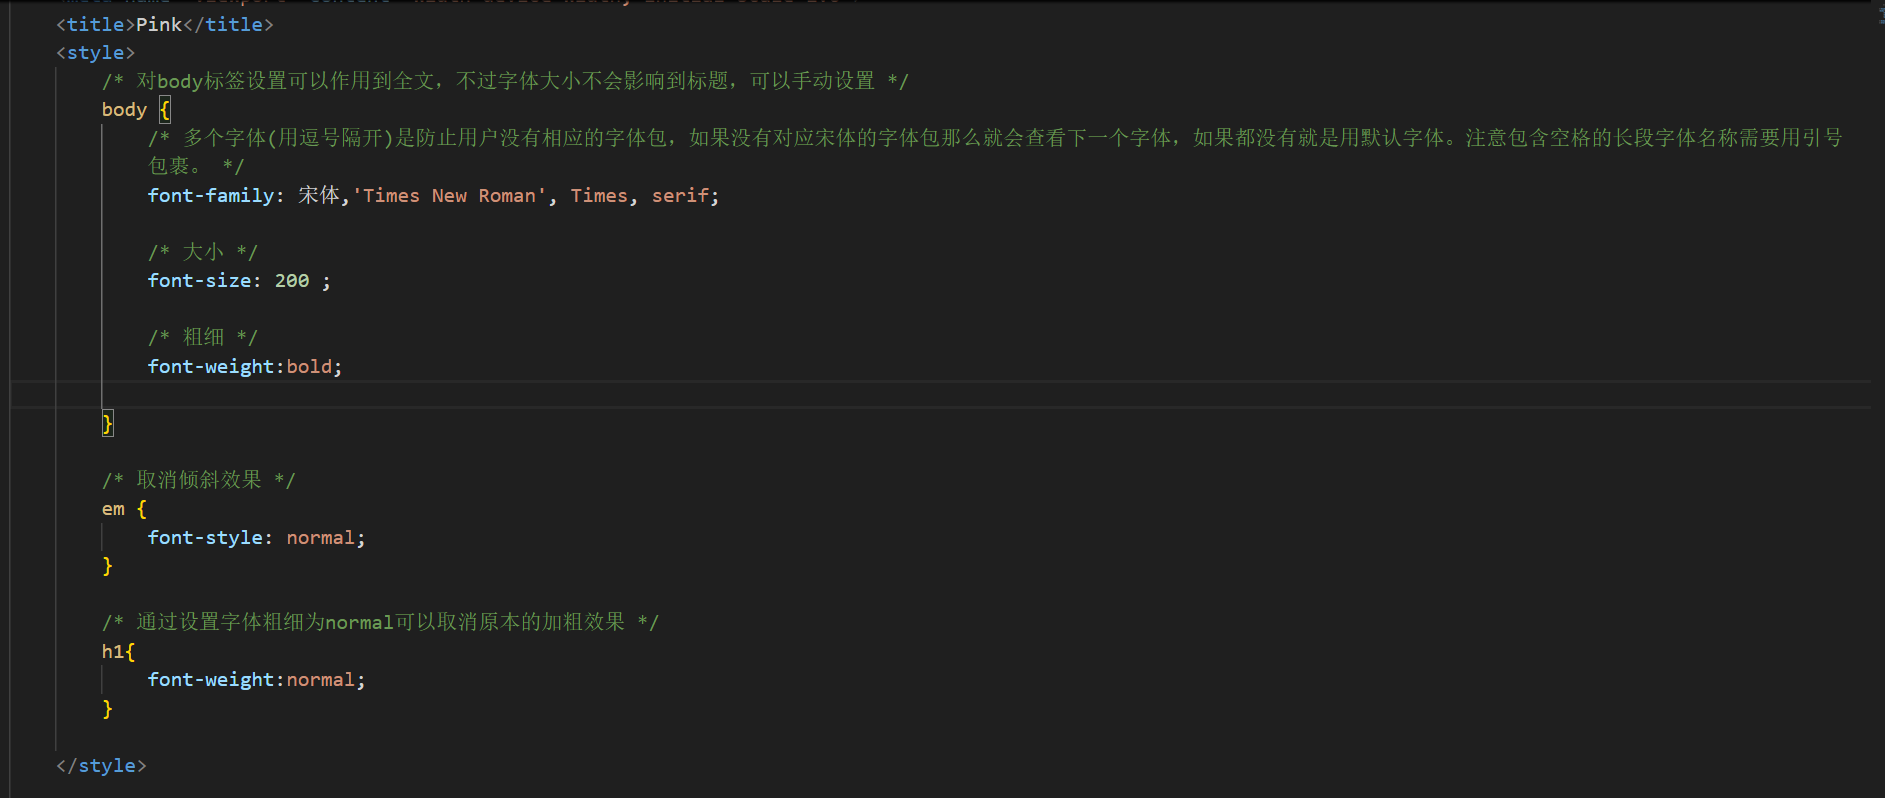 <title>Pink</title>
<style>
/* 对body标签设置可以作用到全文，不过字体大小不会影响到标题，可以手动设置 */
body {
/* 多个字体(用逗号隔开)是防止用户没有相应的字体包，如果没有对应宋体的字体包那么就会查看下一个字体，如果都没有就是用默认字体。注意包含空格的长段字体名称需要用引号
包裹。 */
font-family: 宋体,'Times New Roman', Times, serif;
/* 大小 */
font-size: 200 ;
/* 粗细 */
font-weight:bold;
}
/* 取消倾斜效果 */
em {
font-style: normal;
}
/* 通过设置字体粗细为normal可以取消原本的加粗效果 */
h1{
font-weight:normal;
}
</style>